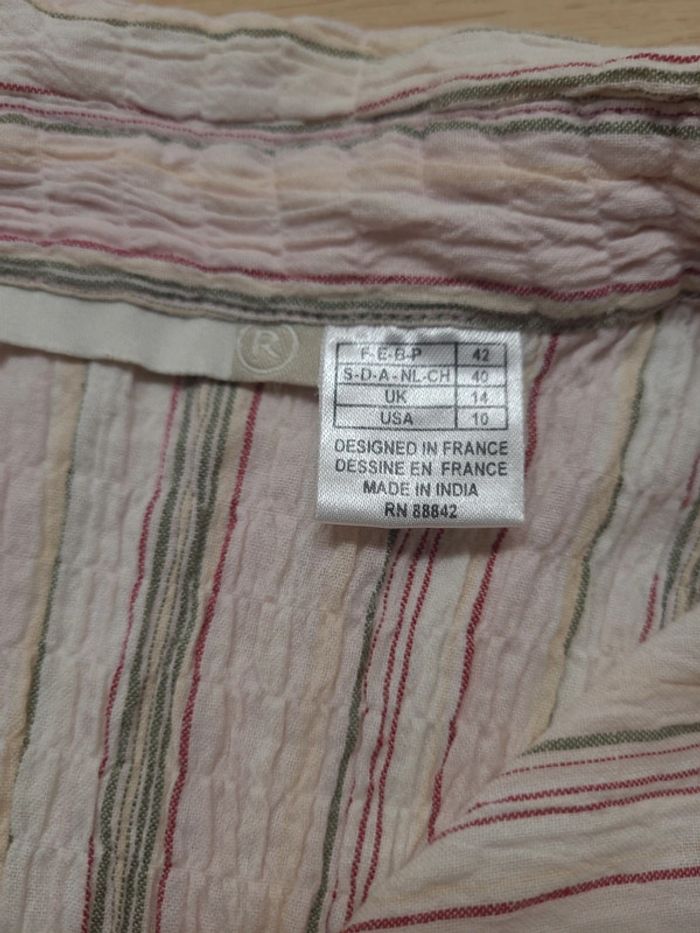 ®
F-E-B-P 42
S-D-A-NL-CH 40
UK 14
USA 10
DESIGNED IN FRANCE
DESSINE EN FRANCE
MADE IN INDIA
RN 88842